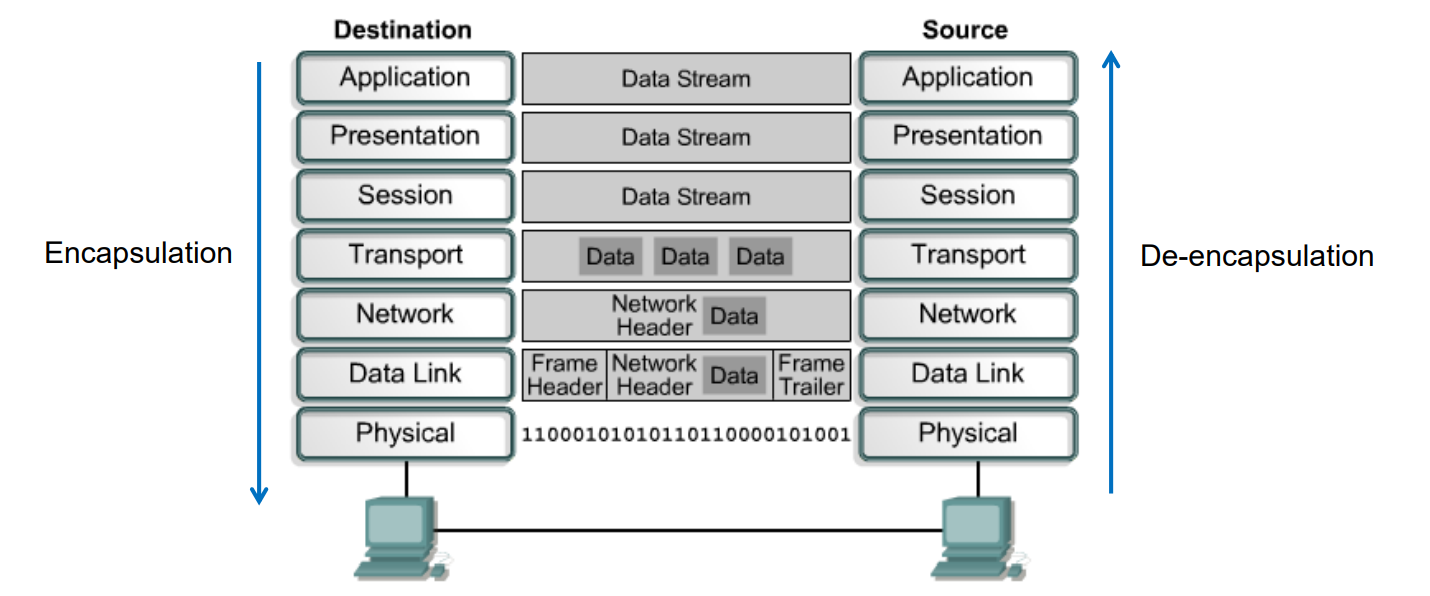 Destination
Source
Application
Data Stream
Application
Presentation
Data Stream
Presentation
Session
Data Stream
Session
Encapsulation
Transport
Data Data Data
Transport
De-encapsulation
Network
Network
Header
Data
Network
Data Link
Frame
Header
Network
Header
Data
Frame
Trailer
Data Link
Physical
11000101010110110000101001
Physical